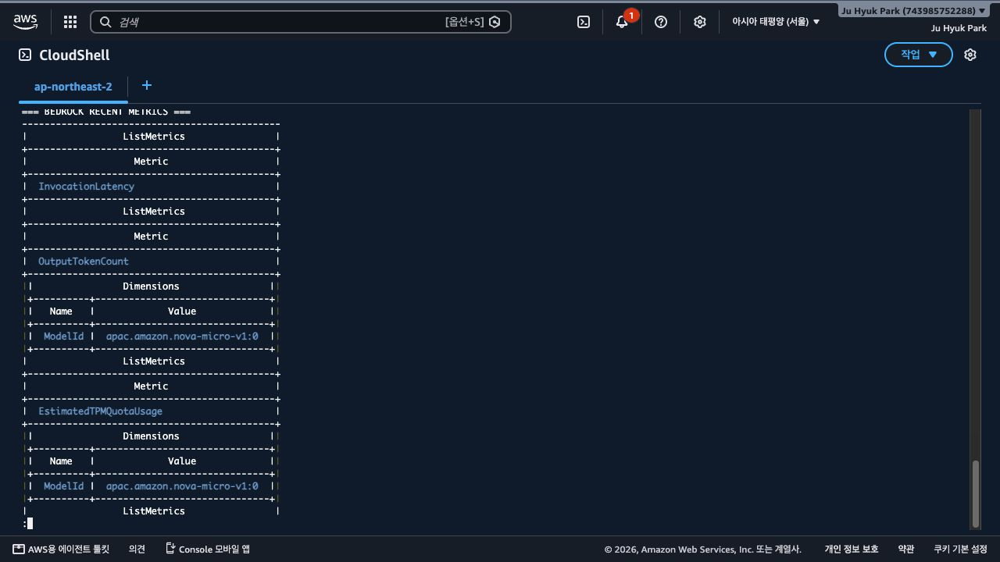 aws
검색
[옵션+S]
1
아시아 태평양 (서울) ▼
Ju Hyuk Park (743985752288) ▼
Ju Hyuk Park
CloudShell
작업 ▼
ap-northeast-2
+
=== BEDROCK RECENT METRICS ===
-----------------------------------------
|                ListMetrics               |
+----------------------------------------+
|                  Metric                  |
+----------------------------------------+
|  InvocationLatency                       |
+----------------------------------------+
|                ListMetrics               |
+----------------------------------------+
|                  Metric                  |
+----------------------------------------+
|  OutputTokenCount                        |
+----------------------------------------+
||               Dimensions              ||
|+----------+----------------------------+|
||   Name   |            Value           ||
|+----------+----------------------------+|
||  ModelId |  apac.amazon.nova-micro-v1:0  ||
|+----------+----------------------------+|
|                ListMetrics               |
+----------------------------------------+
|                  Metric                  |
+----------------------------------------+
|  EstimatedTPMQuotaUsage                  |
+----------------------------------------+
||               Dimensions              ||
|+----------+----------------------------+|
||   Name   |            Value           ||
|+----------+----------------------------+|
||  ModelId |  apac.amazon.nova-micro-v1:0  ||
|+----------+----------------------------+|
|                ListMetrics               |
:
AWS용 에이전트 툴킷
의견
Console 모바일 앱
© 2026, Amazon Web Services, Inc. 또는 계열사.
개인 정보 보호
약관
쿠키 기본 설정